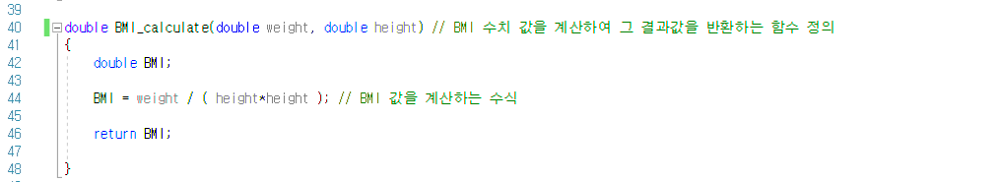 39
40 double BMI_calculate(double weight, double height) // BMI 수치 값을 계산하여 그 결과값을 반환하는 함수 정의
41 {
42 double BMI;
43
44 BMI = weight / ( height*height ); // BMI 값을 계산하는 수식
45
46 return BMI;
47
48 }